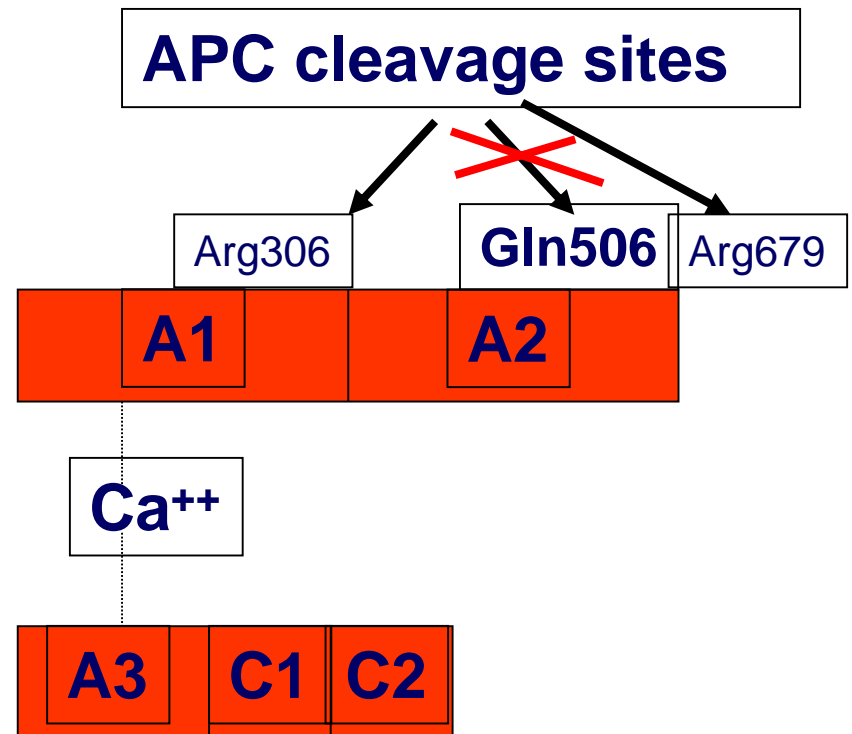 APC cleavage sites
Arg306
Gln506
Arg679
A1
A2
Ca⁺⁺
A3
C1
C2